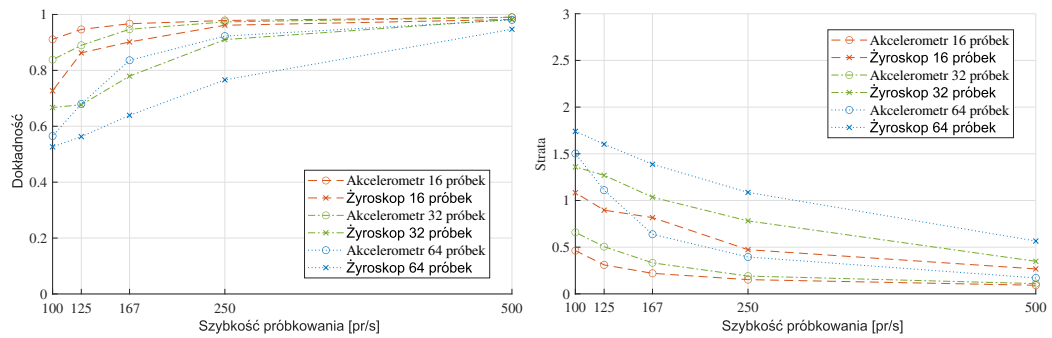 1
0.8
0.6
0.4
0.2
0
Dokładność
100 125 167 250 500
Szybkość próbkowania [pr/s]
Akcelerometr 16 próbek
Żyroskop 16 próbek
Akcelerometr 32 próbek
Żyroskop 32 próbek
Akcelerometr 64 próbek
Żyroskop 64 próbek
3
2.5
2
1.5
1
0.5
0
Strata
100 125 167 250 500
Szybkość próbkowania [pr/s]
Akcelerometr 16 próbek
Żyroskop 16 próbek
Akcelerometr 32 próbek
Żyroskop 32 próbek
Akcelerometr 64 próbek
Żyroskop 64 próbek